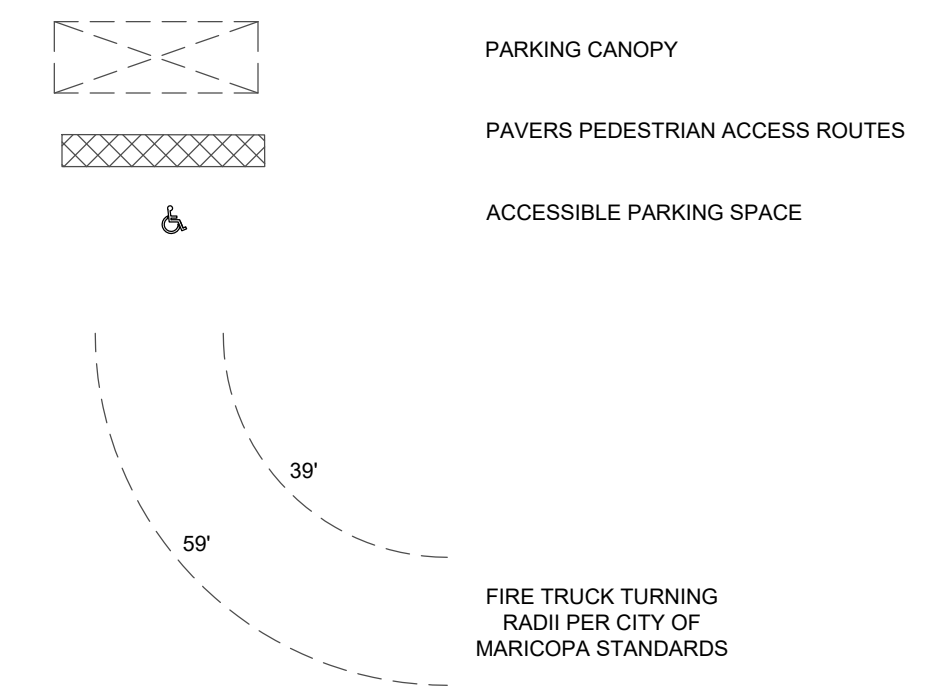 PARKING CANOPY
PAVERS PEDESTRIAN ACCESS ROUTES
ACCESSIBLE PARKING SPACE
39'
59'
FIRE TRUCK TURNING
RADII PER CITY OF
MARICOPA STANDARDS